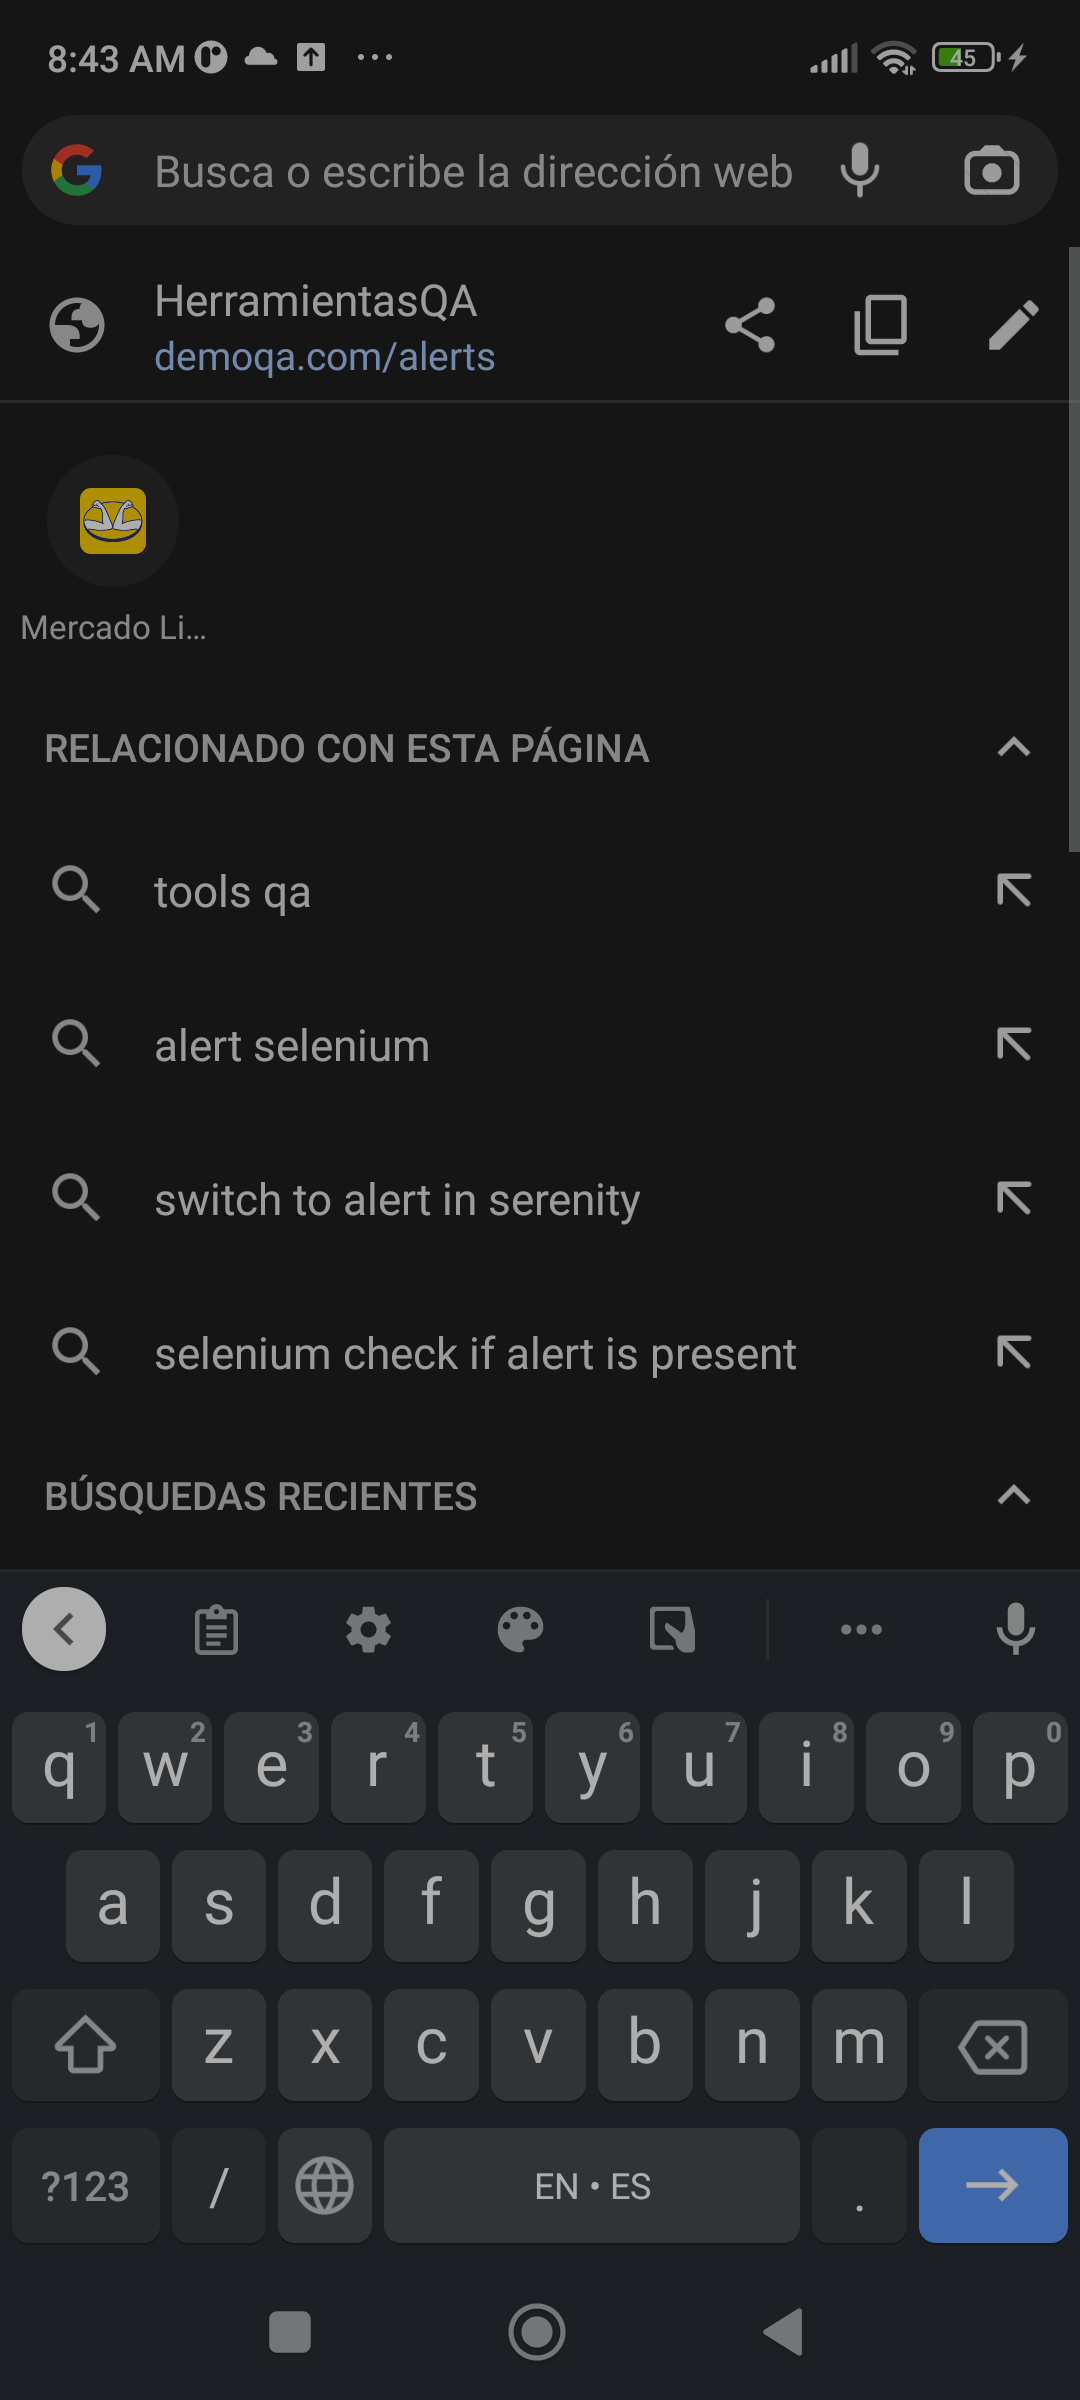 8:43 AM
45
Busca o escribe la dirección web
HerramientasQA
demoqa.com/alerts
Mercado Li...
RELACIONADO CON ESTA PÁGINA
tools qa
alert selenium
switch to alert in serenity
selenium check if alert is present
BÚSQUEDAS RECIENTES
1 2 3 4 5 6 7 8 9 0
q w e r t y u i o p
a s d f g h j k l
z x c v b n m
?123 / EN • ES .